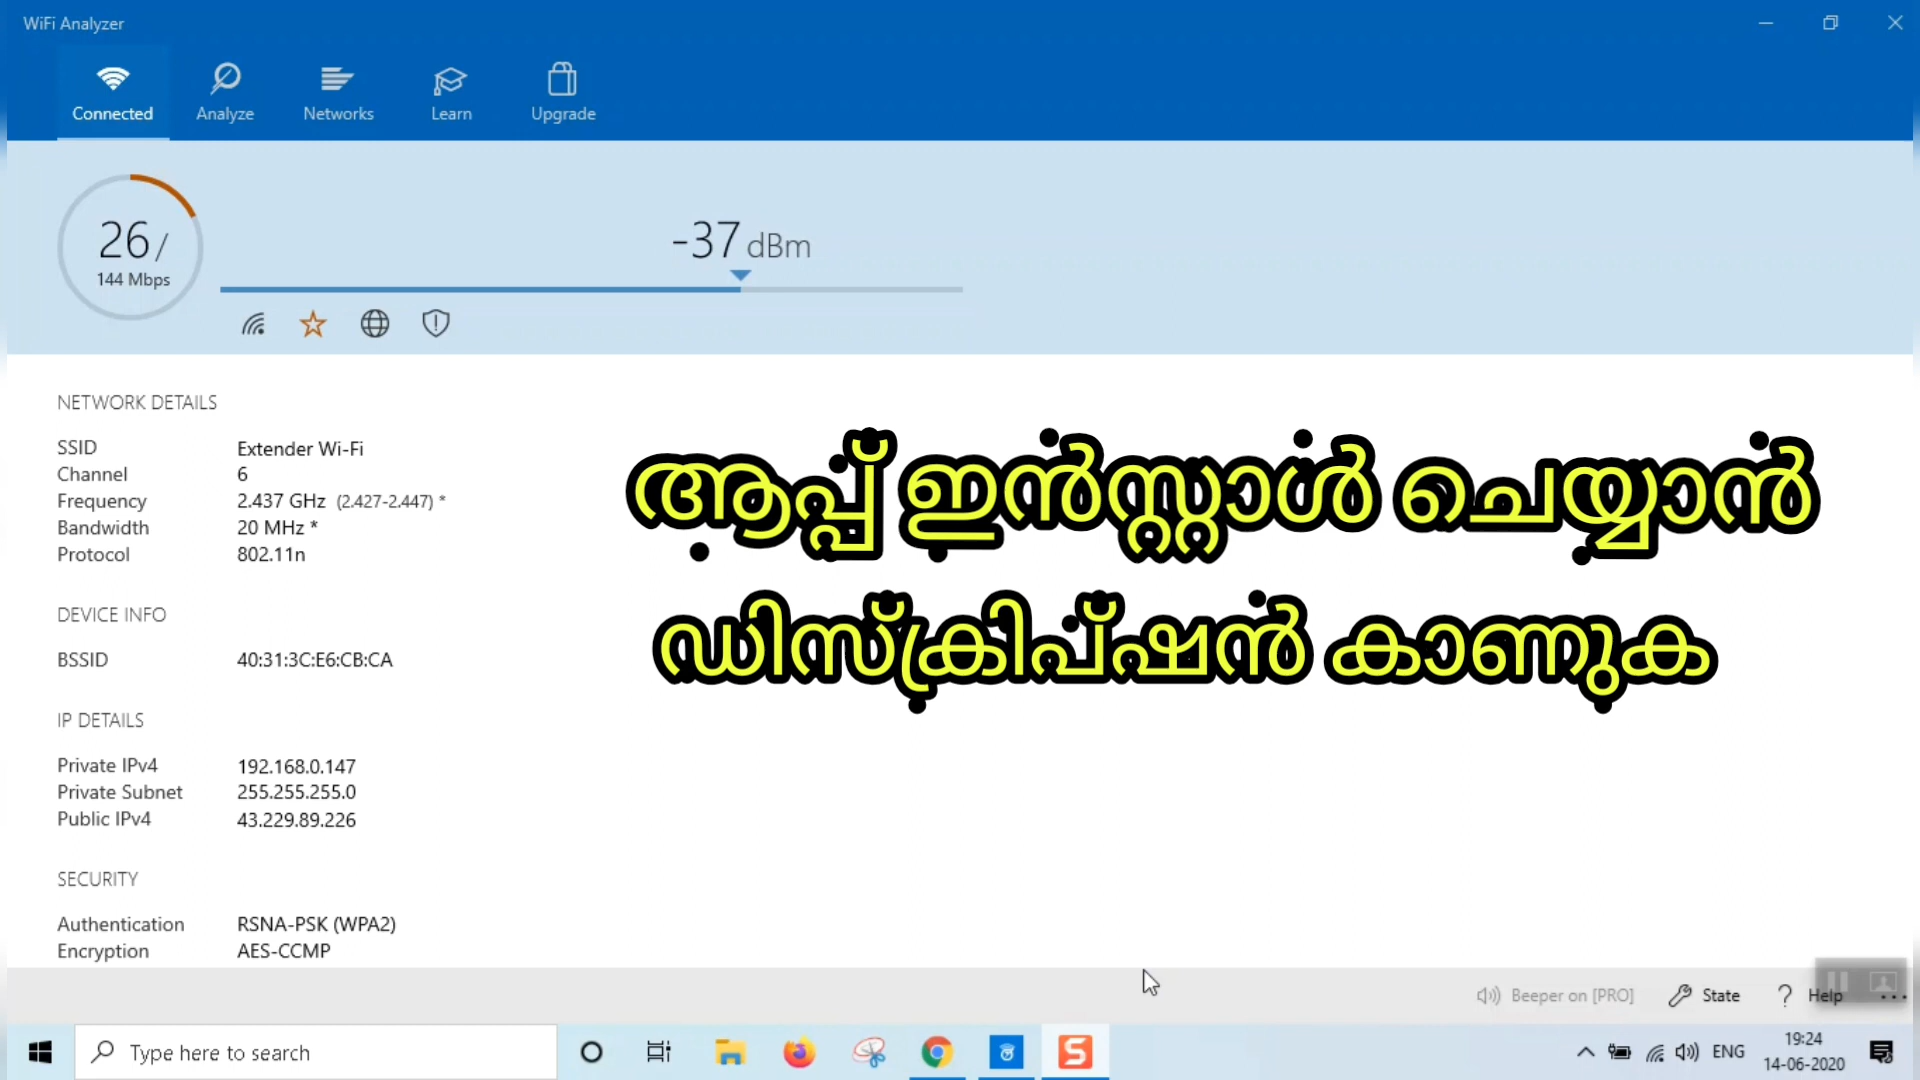 WiFi Analyzer
Connected Analyze Networks Learn Upgrade
26/
144 Mbps
-37 dBm
NETWORK DETAILS
SSID Extender Wi-Fi
Channel 6
Frequency 2.437 GHz (2.427-2.447) *
Bandwidth 20 MHz *
Protocol 802.11n
ആപ്പ് ഇൻസ്റ്റാൾ ചെയ്യാൻ
ഡിസ്ക്രിപ്ഷൻ കാണുക
DEVICE INFO
BSSID 40:31:3C:E6:CB:CA
IP DETAILS
Private IPv4 192.168.0.147
Private Subnet 255.255.255.0
Public IPv4 43.229.89.226
SECURITY
Authentication RSNA-PSK (WPA2)
Encryption AES-CCMP
Beeper on [PRO] State ? Help ...
Type here to search
ENG
19:24
14-06-2020